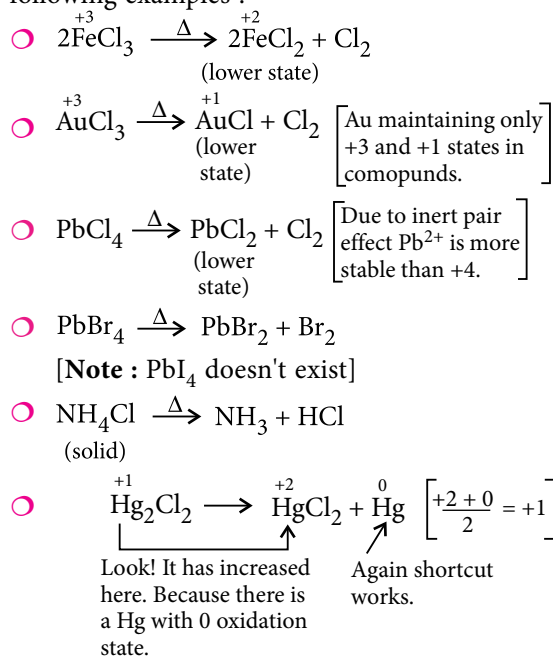 following examples :
+3 +2
2FeCl₃ —Δ→ 2FeCl₂ + Cl₂
(lower state)
+3 +1
AuCl₃ —Δ→ AuCl + Cl₂ [Au maintaining only
(lower +3 and +1 states in
state) comopunds.]
PbCl₄ —Δ→ PbCl₂ + Cl₂ [Due to inert pair
(lower effect Pb²⁺ is more
state) stable than +4.]
PbBr₄ —Δ→ PbBr₂ + Br₂
[Note : PbI₄ doesn't exist]
NH₄Cl —Δ→ NH₃ + HCl
(solid)
+1 +2 0
Hg₂Cl₂ ⟶ HgCl₂ + Hg [(+2 + 0)/2 = +1]
Look! It has increased
here. Because there is
a Hg with 0 oxidation
state.
Again shortcut
works.